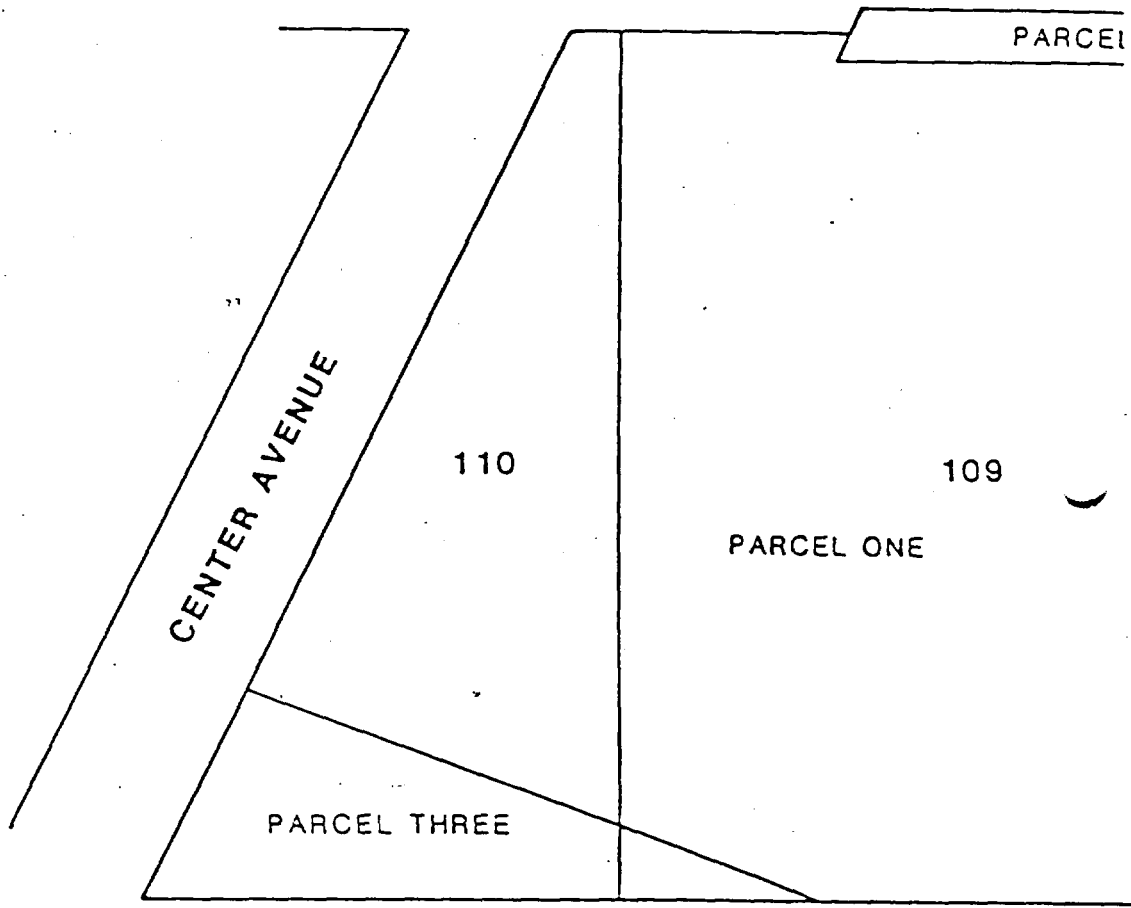 PARCEL
CENTER AVENUE
110
109
PARCEL ONE
PARCEL THREE